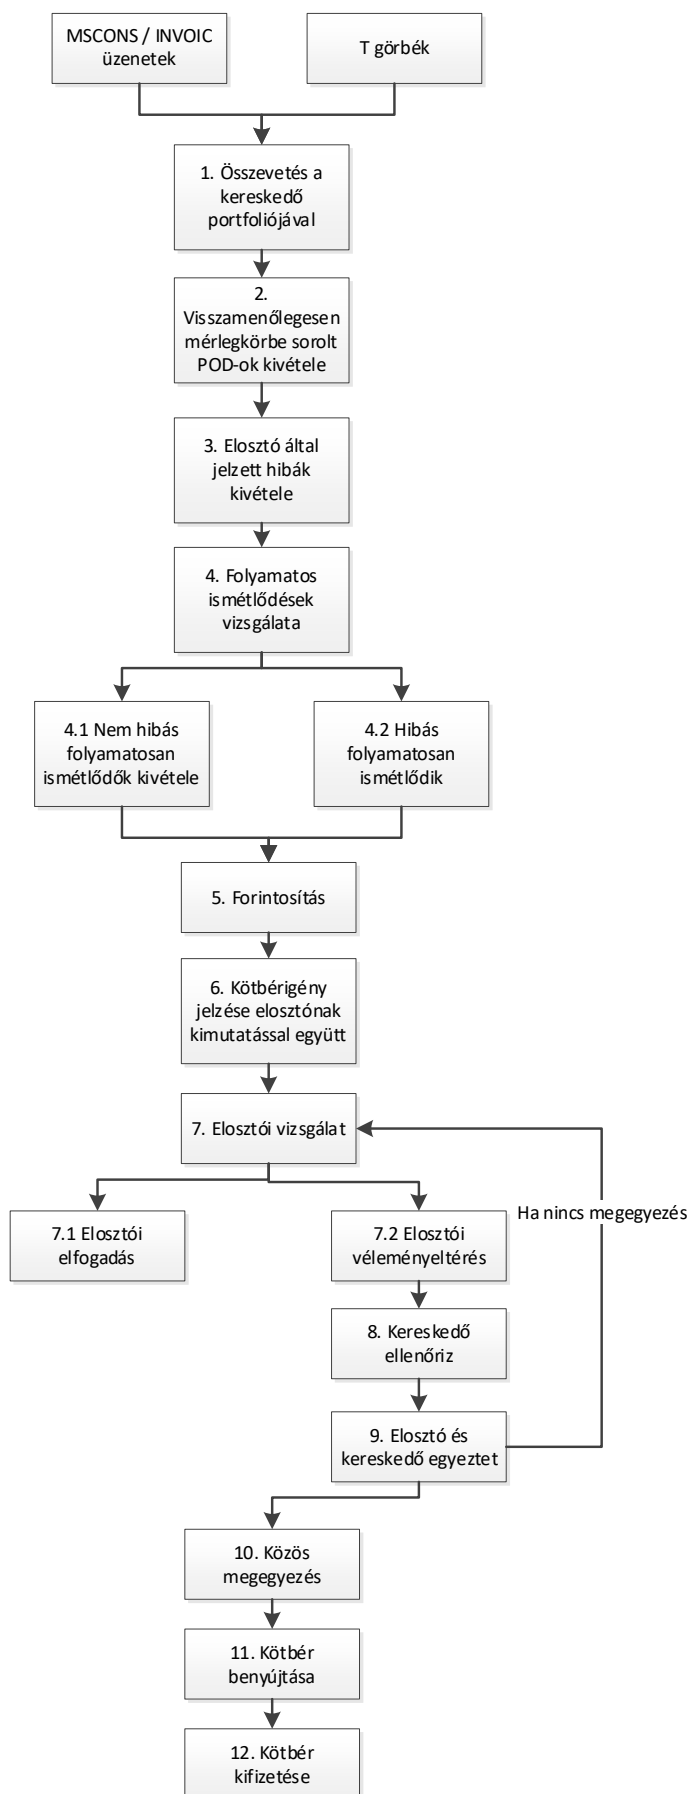 MSCONS / INVOIC
üzenetek
T görbék
1. Összevetés a
kereskedő
portfoliójával
2.
Visszamenőlegesen
mérlegkörbe sorolt
POD-ok kivétele
3. Elosztó által
jelzett hibák
kivétele
4. Folyamatos
ismétlődések
vizsgálata
4.1 Nem hibás
folyamatosan
ismétlődők kivétele
4.2 Hibás
folyamatosan
ismétlődik
5. Forintosítás
6. Kötbérigény
jelzése elosztónak
kimutatással együtt
7. Elosztói vizsgálat
7.1 Elosztói
elfogadás
7.2 Elosztói
véleményeltérés
Ha nincs megegyezés
8. Kereskedő
ellenőriz
9. Elosztó és
kereskedő egyeztet
10. Közös
megegyezés
11. Kötbér
benyújtása
12. Kötbér
kifizetése